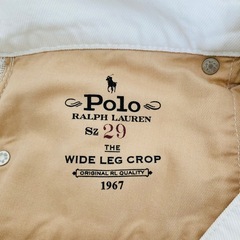 Polo
RALPH LAUREN
Sz 29
THE
WIDE LEG CROP
ORIGINAL RL QUALITY
1967